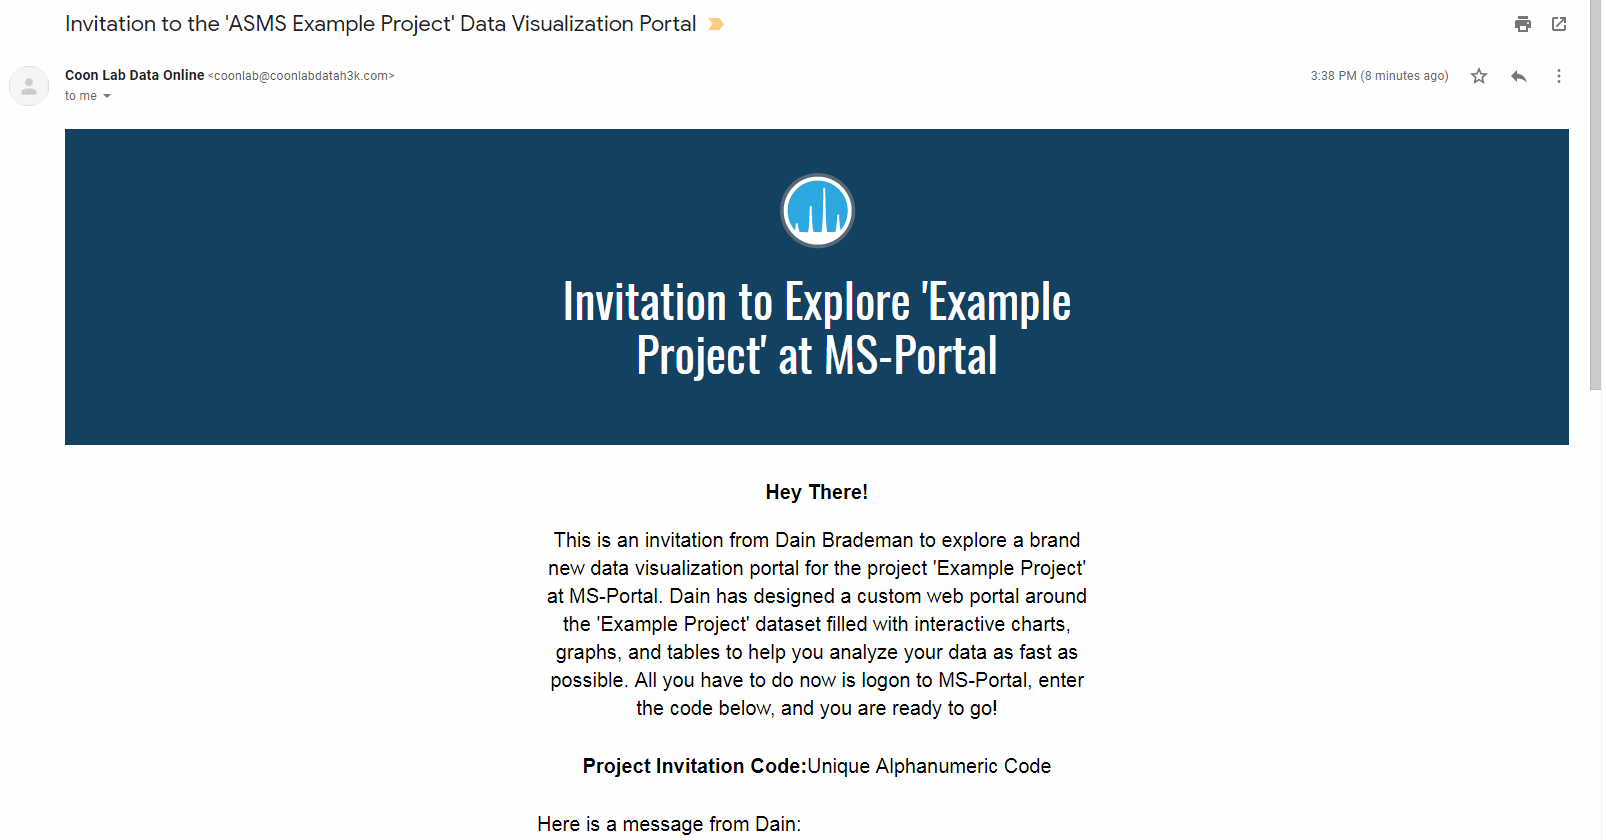 Invitation to the 'ASMS Example Project' Data Visualization Portal
Coon Lab Data Online <coonlab@coonlabdatah3k.com>
3:38 PM (8 minutes ago)
to me
Invitation to Explore 'Example
Project' at MS-Portal
Hey There!
This is an invitation from Dain Brademan to explore a brand
new data visualization portal for the project 'Example Project'
at MS-Portal. Dain has designed a custom web portal around
the 'Example Project' dataset filled with interactive charts,
graphs, and tables to help you analyze your data as fast as
possible. All you have to do now is logon to MS-Portal, enter
the code below, and you are ready to go!
Project Invitation Code:Unique Alphanumeric Code
Here is a message from Dain: